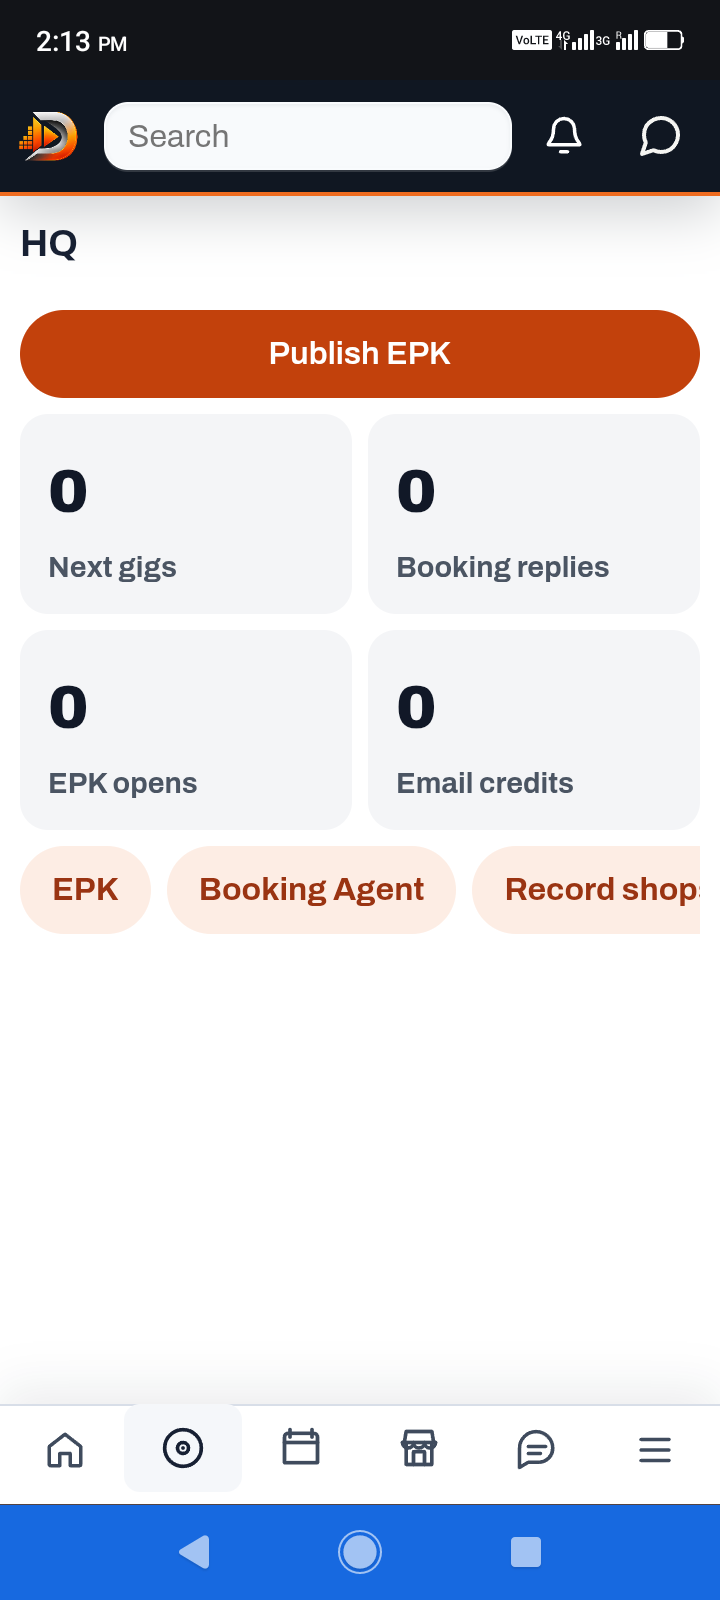 2:13 PM
VoLTE 4G 3G R
Search
HQ
Publish EPK
0
Next gigs
0
Booking replies
0
EPK opens
0
Email credits
EPK
Booking Agent
Record shops